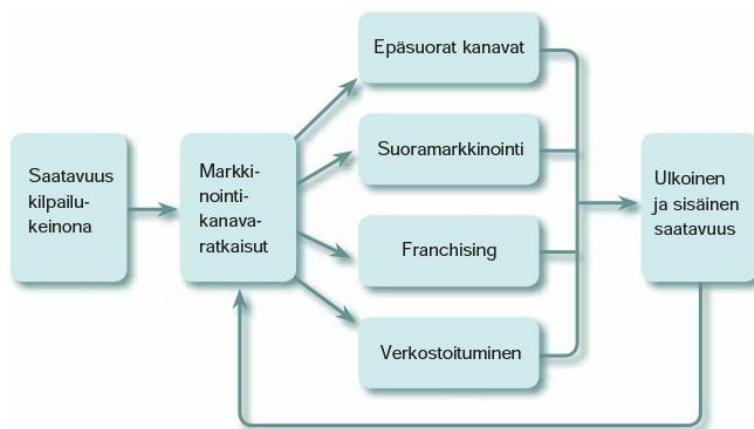 Saatavuus
kilpailu-
keinona
Markki-
nointi-
kanava-
ratkaisut
Epäsuorat kanavat
Suoramarkkinointi
Franchising
Verkostoituminen
Ulkoinen
ja sisäinen
saatavuus